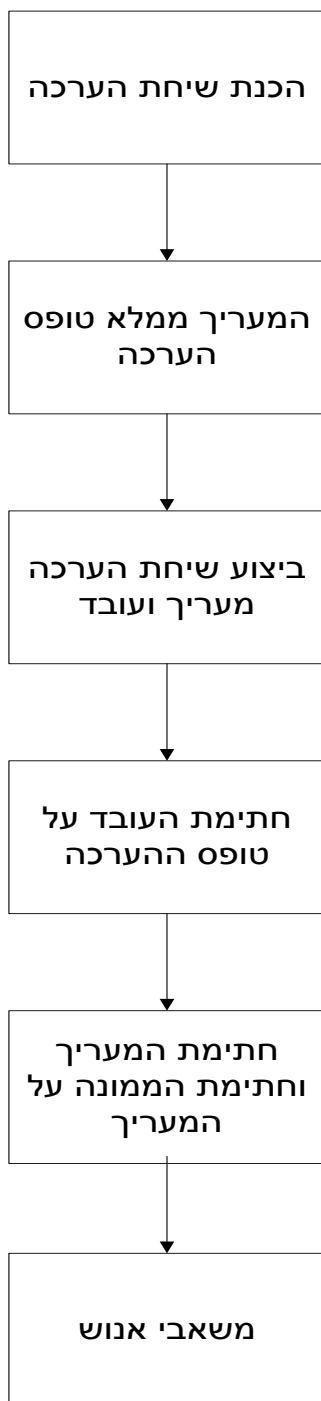 הכנת שיחת הערכה
המעריך ממלא טופס
הערכה
ביצוע שיחת הערכה
מעריך ועובד
חתימת העובד על
טופס ההערכה
חתימת המעריך
וחתימת הממונה על
המעריך
משאבי אנוש